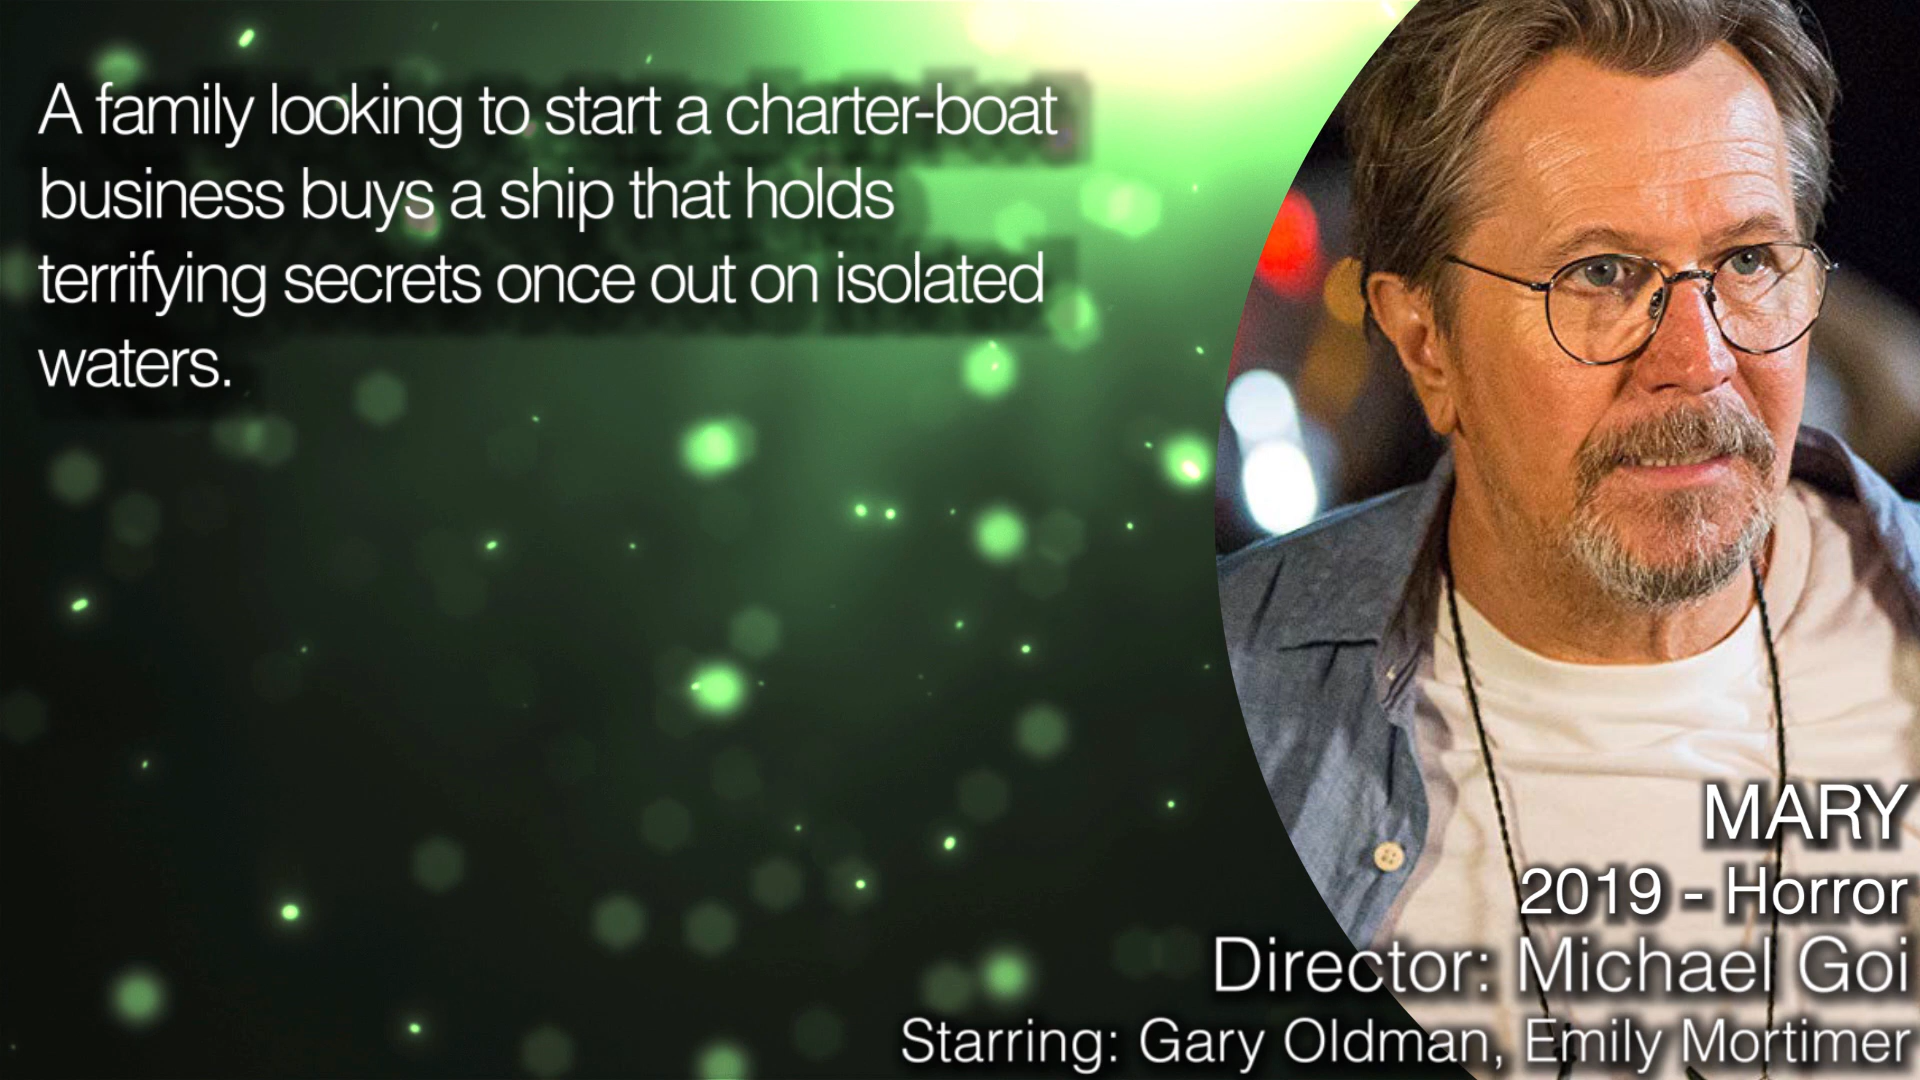 A family looking to start a charter-boat
business buys a ship that holds
terrifying secrets once out on isolated
waters.
MARY
2019 - Horror
Director: Michael Goi
Starring: Gary Oldman, Emily Mortimer